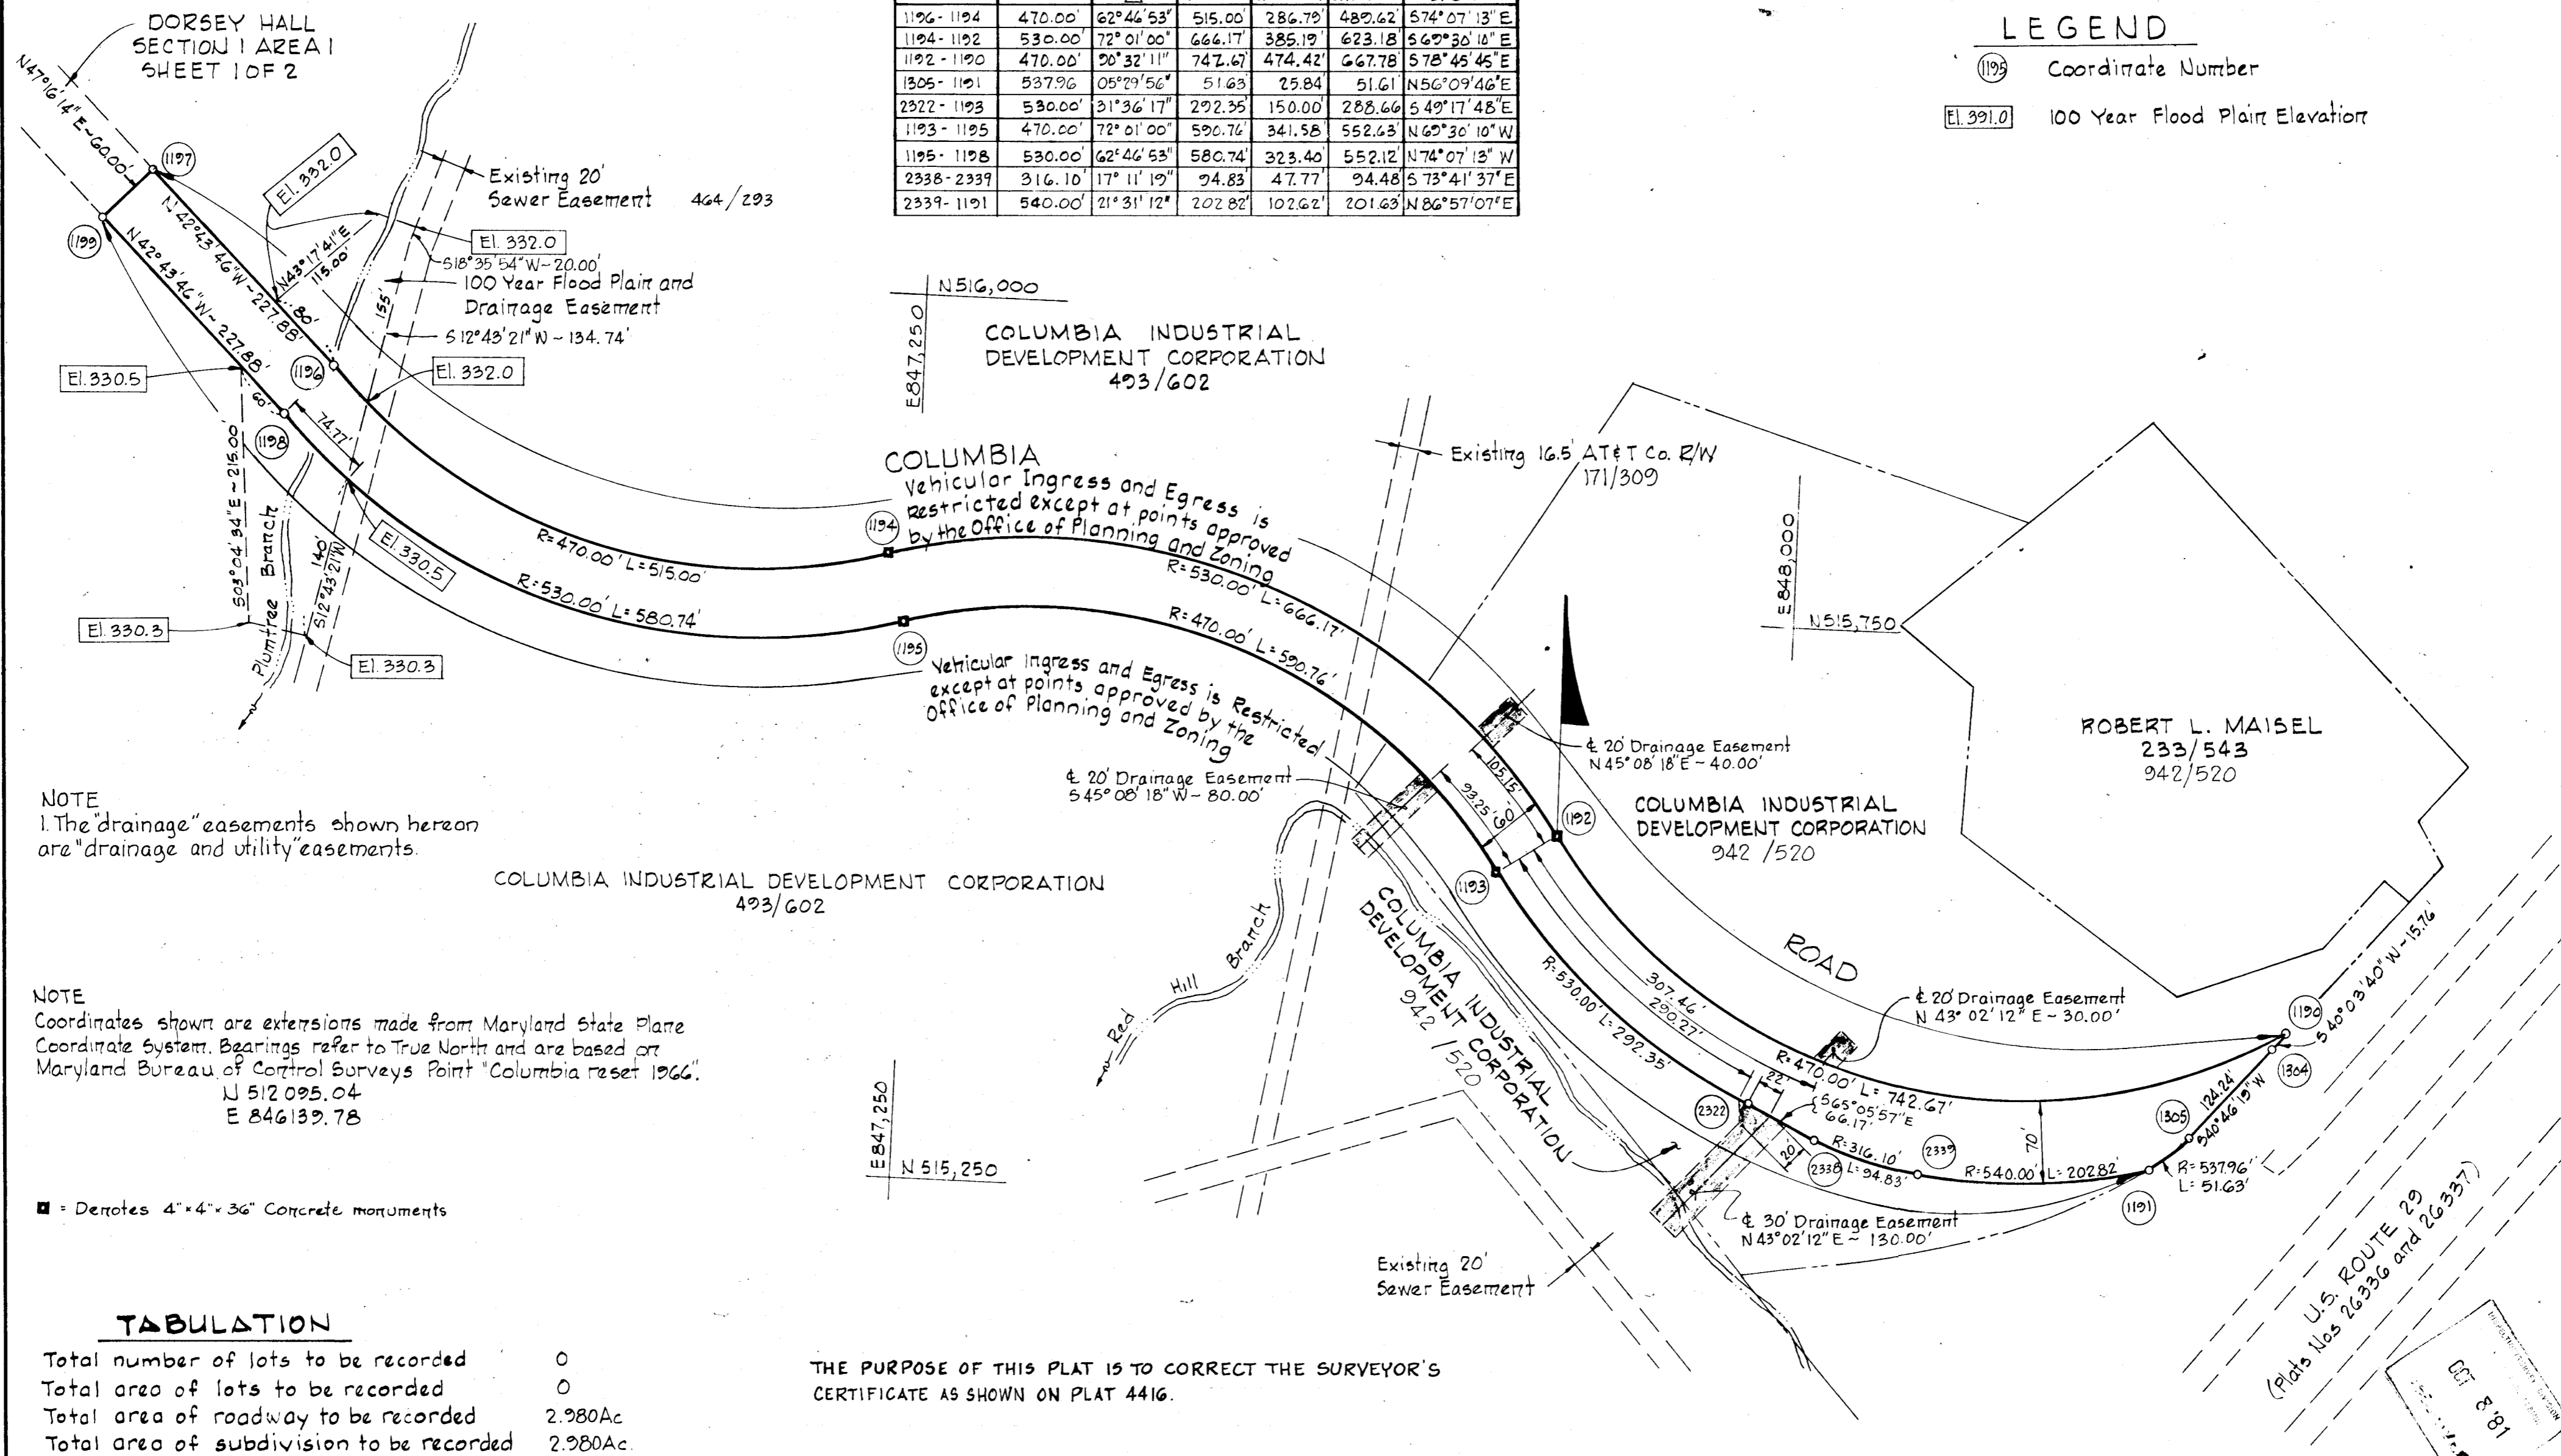 DORSEY HALL
SECTION 1 AREA 1
SHEET 1 OF 2
1196-1194 470.00' 62°46'53" 515.00' 286.79' 489.62' S74°07'13"E
1194-1192 530.00' 72°01'00" 666.17' 385.19' 623.18' S69°30'10"E
1192-1190 470.00' 90°32'11" 742.67' 474.42' 667.78' S78°45'45"E
1305-1191 537.96 05°29'56" 51.63' 25.84' 51.61' N56°09'46"E
2322-1193 530.00' 31°36'17" 292.35' 150.00' 288.66' S49°17'48"E
1193-1195 470.00' 72°01'00" 590.76' 341.58' 552.63' N69°30'10"W
1195-1198 530.00' 62°46'53" 580.74' 323.40' 552.12' N74°07'13"W
2338-2339 316.10' 17°11'19" 94.83' 47.77' 94.48' S73°41'37"E
2339-1191 540.00' 21°31'12" 202.82' 102.62' 201.63' N86°57'07"E
LEGEND
1195 Coordinate Number
El.391.0 100 Year Flood Plain Elevation
N47°16'14"E~60.00'
1197
1199
El. 332.0
N42°43'46"W~227.88'
N42°43'46"W~227.88'
N43°17'41"E
115.00'
80'
155'
Existing 20'
Sewer Easement 464/293
El. 332.0
S18°35'54"W~20.00'
100 Year Flood Plain and
Drainage Easement
S12°43'21"W~134.74'
El. 332.0
1196
El.330.5
60'
1198
74.77'
S03°04'34"E~215.00'
Plumtree Branch
140'
S12°43'21"W
El.330.5
El.330.3
El.330.3
R=470.00' L=515.00'
R=530.00' L=580.74'
N516,000
E847,250
COLUMBIA INDUSTRIAL
DEVELOPMENT CORPORATION
493/602
COLUMBIA
Vehicular Ingress and Egress is
Restricted except at points approved
by the Office of Planning and Zoning
1194
R=530.00' L=666.17'
1195
R=470.00' L=590.76'
Vehicular Ingress and Egress is Restricted
except at points approved by the
Office of Planning and Zoning
Existing 16.5' AT&T Co. R/W
171/309
E848,000
N515,750
ROBERT L. MAISEL
233/543
942/520
℄ 20' Drainage Easement
N45°08'18"E~40.00'
℄ 20' Drainage Easement
S45°08'18"W~80.00'
105.15'
93.25'
60'
1192
1193
COLUMBIA INDUSTRIAL
DEVELOPMENT CORPORATION
942/520
NOTE
1. The "drainage" easements shown hereon
are "drainage and utility" easements.
COLUMBIA INDUSTRIAL DEVELOPMENT CORPORATION
493/602
Red Hill Branch
COLUMBIA INDUSTRIAL
DEVELOPMENT CORPORATION
942/520
ROAD
307.46'
290.27'
R=530.00' L=292.35'
R=470.00' L=742.67'
℄ 20' Drainage Easement
N 43°02'12"E~30.00'
1190
S40°03'40"W~15.76'
1304
124.24'
S40°46'19"W
1305
22'
S65°05'57"E
66.17'
2322
20'
2338
R=316.10'
L=94.83'
2339
70'
R=540.00' L=202.82'
R=537.96'
L=51.63'
1191
℄ 30' Drainage Easement
N43°02'12"E~130.00'
Existing 20'
Sewer Easement
U.S. ROUTE 29
(Plats Nos 26336 and 26337)
OCT 8 '81
NOTE
Coordinates shown are extensions made from Maryland State Plane
Coordinate System. Bearings refer to True North and are based on
Maryland Bureau of Control Surveys Point "Columbia reset 1966".
N 512 095.04
E 846139.78
E847,250
N 515,250
= Denotes 4"×4"×36" Concrete monuments
TABULATION
Total number of lots to be recorded 0
Total area of lots to be recorded 0
Total area of roadway to be recorded 2.980Ac
Total area of subdivision to be recorded 2.980Ac.
THE PURPOSE OF THIS PLAT IS TO CORRECT THE SURVEYOR'S
CERTIFICATE AS SHOWN ON PLAT 4416.